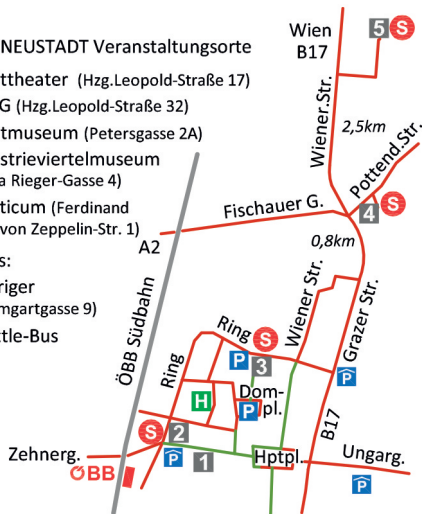 NEUSTADT Veranstaltungsorte
ttheater (Hzg.Leopold-Straße 17)
G (Hzg.Leopold-Straße 32)
tmuseum (Petersgasse 2A)
strieviertelmuseum
a Rieger-Gasse 4)
ticum (Ferdinand
von Zeppelin-Str. 1)
s:
riger
mgartgasse 9)
tle-Bus
Wien
B17
5 S
Wiener.Str.
2,5km
Pottend.Str.
Fischauer G.
4 S
A2
0,8km
ÖBB Südbahn
Wiener Str.
Grazer Str.
Ring
Ring
S
P
3
P
H
Dom-
pl.
P
B17
S 2
Zehnerg.
P
1
Hptpl.
Ungarg.
ÖBB
P